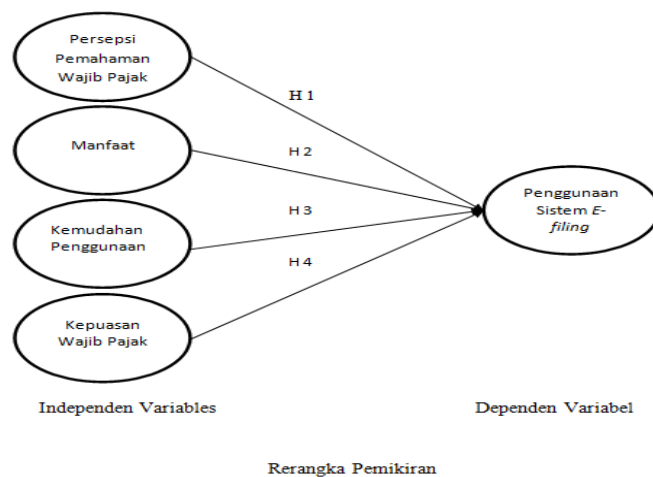 Persepsi
Pemahaman
Wajib Pajak
H 1
Manfaat
H 2
Penggunaan
Sistem E-
filing
H 3
Kemudahan
Penggunaan
H 4
Kepuasan
Wajib Pajak
Independen Variables
Dependen Variabel
Rerangka Pemikiran